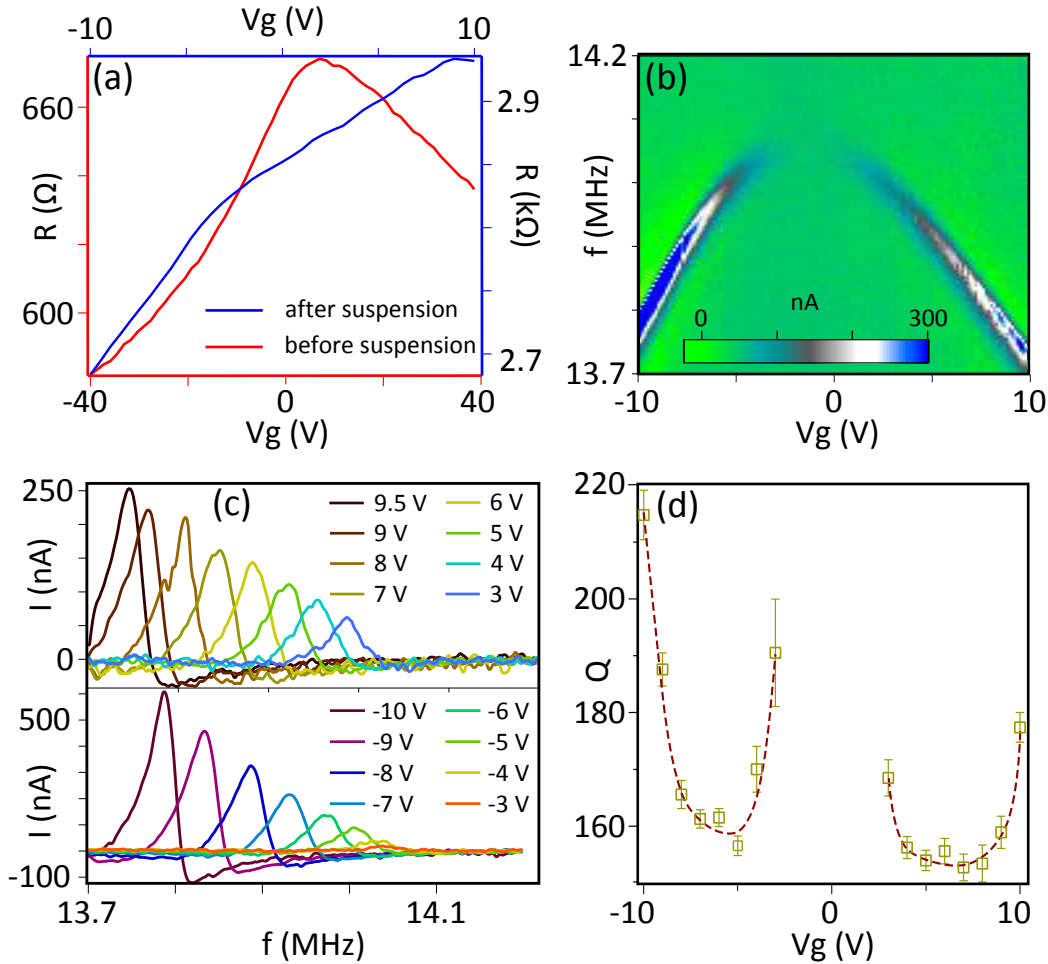 Vg (V)
-10
10
(a)
660
600
R (Ω)
2.9
2.7
R (kΩ)
after suspension
before suspension
-40
0
40
Vg (V)
14.2
(b)
f (MHz)
13.7
nA
0
300
-10
0
10
Vg (V)
(c)
250
I (nA)
0
9.5 V
6 V
9 V
5 V
8 V
4 V
7 V
3 V
500
I (nA)
-100
-10 V
-6 V
-9 V
-5 V
-8 V
-4 V
-7 V
-3 V
13.7
14.1
f (MHz)
220
(d)
200
Q
180
160
-10
0
10
Vg (V)